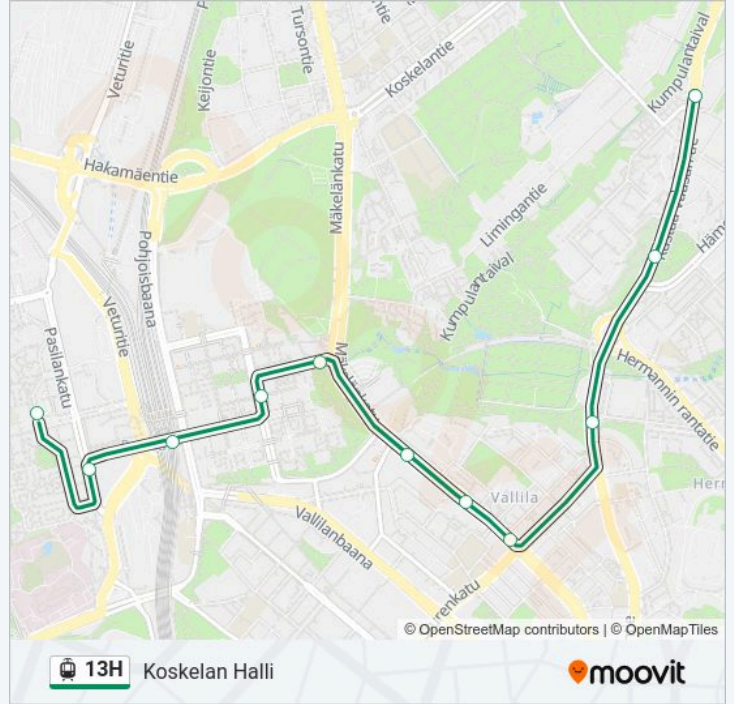 Kumpulantaival
Veturitie
Tursontie
Koskelantie
Keijontie
Hakamäentie
Mäkelänkatu
Limingantie
Pohjoisbaana
Kumpulantaival
Veturitie
Pasilankatu
Hermannin rantatie
Vallila
Vallilanbaana
© OpenStreetMap contributors | © OpenMapTiles
13H Koskelan Halli
moovit